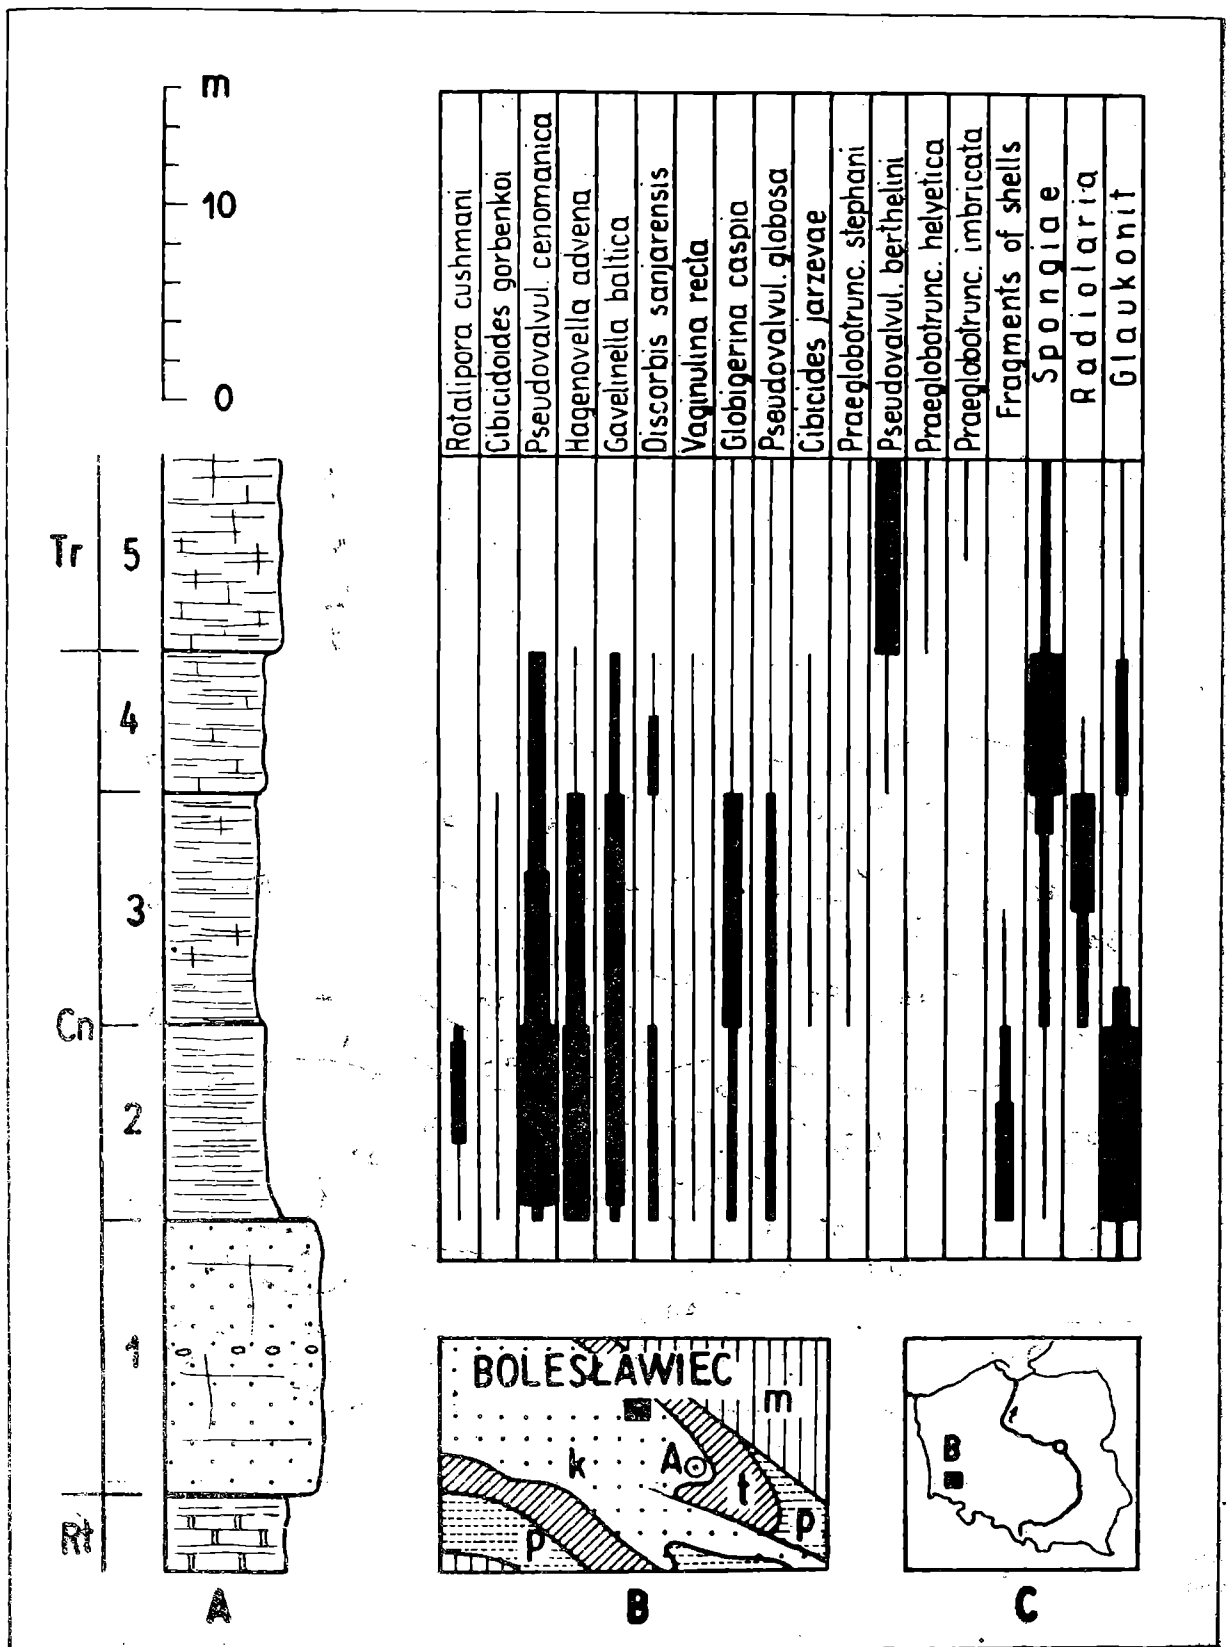 m
10
0
Rotalipora cushmani
Cibicidoides gorbenkoi
Pseudovalvul. cenomanica
Hagenovella advena
Gavelinella baltica
Discorbis sanjarensis
Vaginulina recta
Globigerina caspia
Pseudovalvul. globosa
Cibicides jarzevae
Praeglobotrunc. stephani
Pseudovalvul. berthelini
Praeglobotrunc. helvetica
Praeglobotrunc. imbricata
Fragments of shells
Spongiae
Radiolaria
Glaukonit
Tr
5
4
3
Cn
2
1
Rt
A
BOLESŁAWIEC
m
k
A
t
p
p
B
B
C